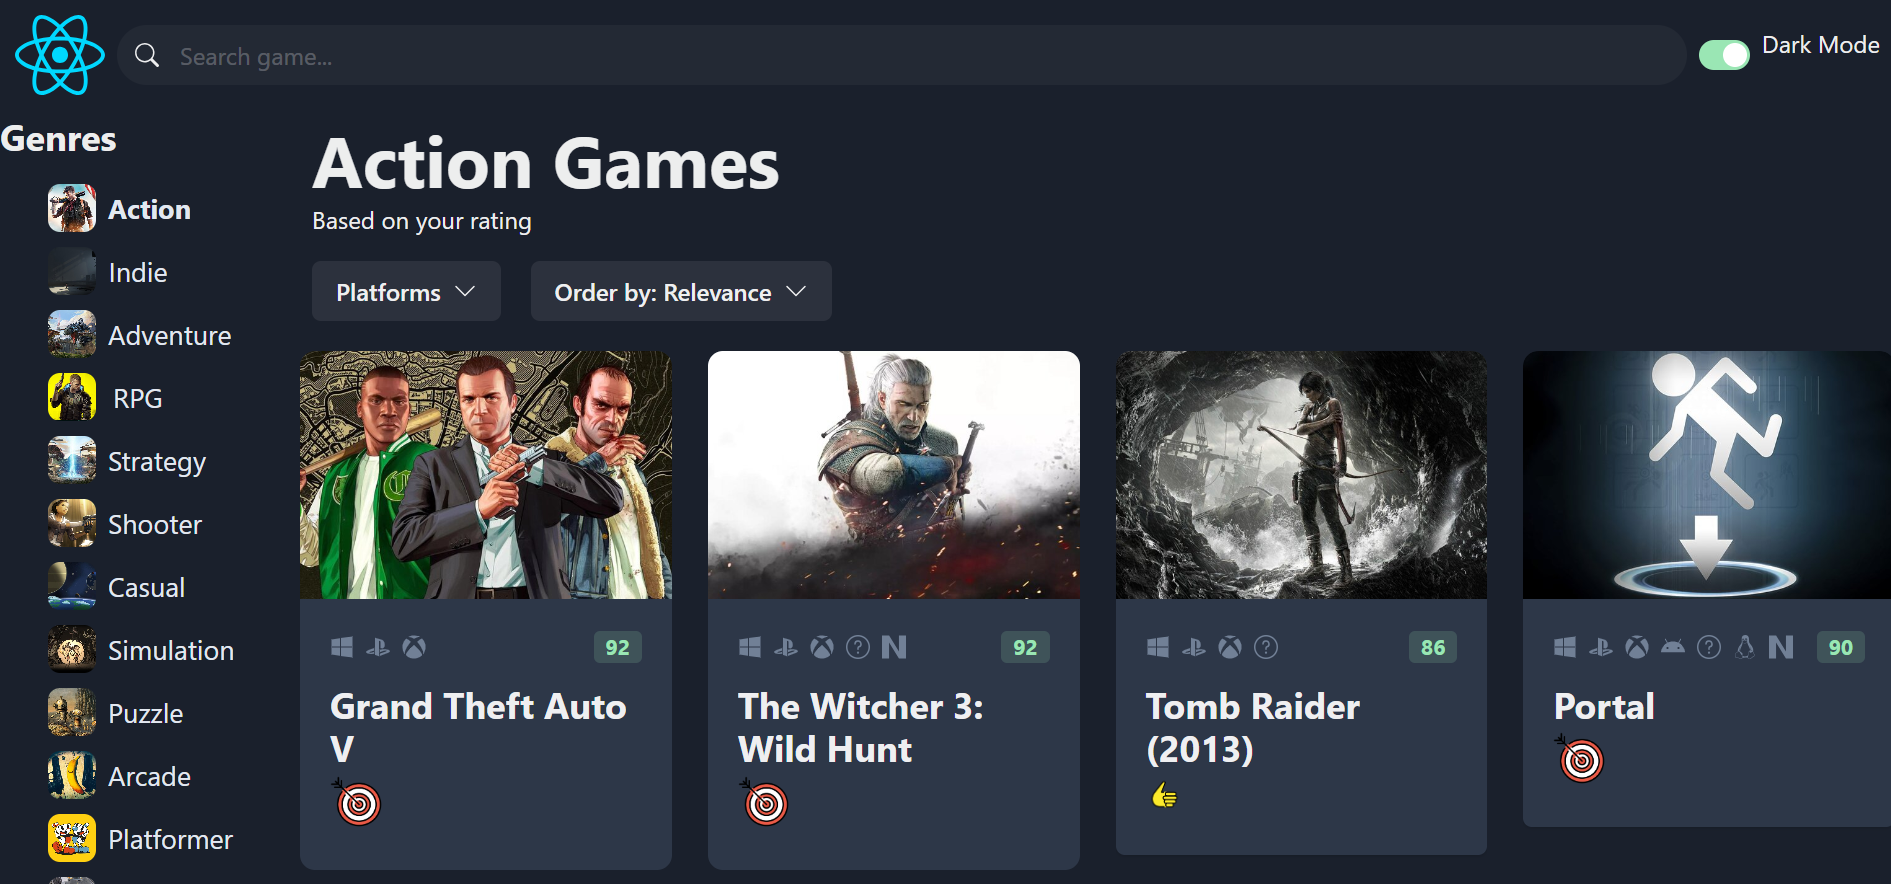 Search game...
Dark Mode
Genres
Action
Indie
Adventure
RPG
Strategy
Shooter
Casual
Simulation
Puzzle
Arcade
Platformer
Action Games
Based on your rating
Platforms
Order by: Relevance
92
Grand Theft Auto
V
92
The Witcher 3:
Wild Hunt
86
Tomb Raider
(2013)
90
Portal